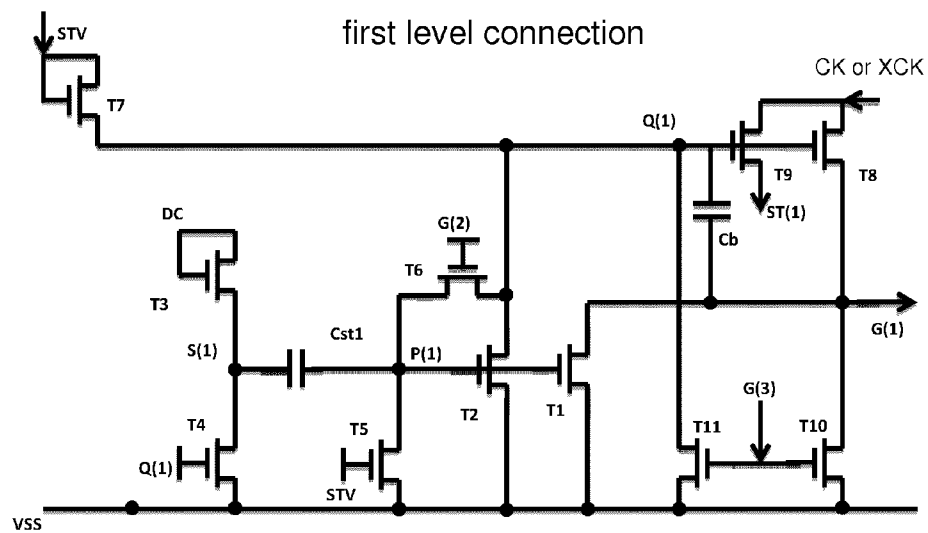 first level connection
STV
T7
CK or XCK
Q(1)
T9
T8
ST(1)
Cb
DC
G(2)
T6
T3
G(1)
Cst1
S(1)
P(1)
T2
T1
G(3)
T4
T5
T11
T10
Q(1)
STV
VSS